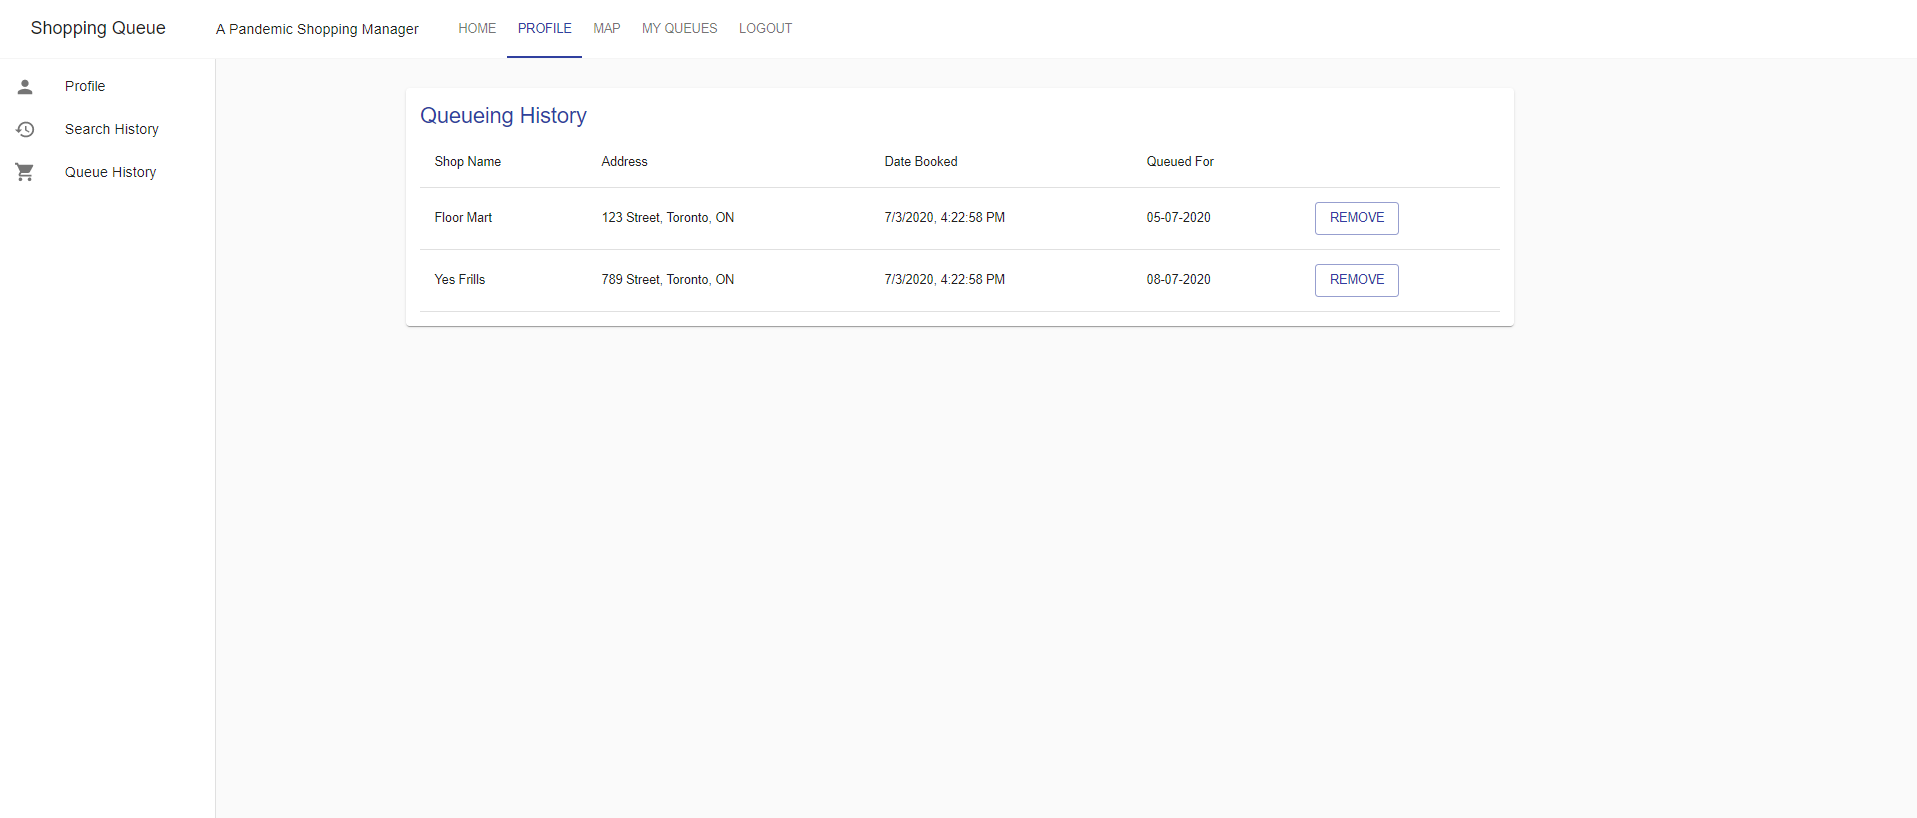 Shopping Queue A Pandemic Shopping Manager HOME PROFILE MAP MY QUEUES LOGOUT
Profile
Search History
Queue History
Queueing History
Shop Name Address Date Booked Queued For
Floor Mart 123 Street, Toronto, ON 7/3/2020, 4:22:58 PM 05-07-2020 REMOVE
Yes Frills 789 Street, Toronto, ON 7/3/2020, 4:22:58 PM 08-07-2020 REMOVE